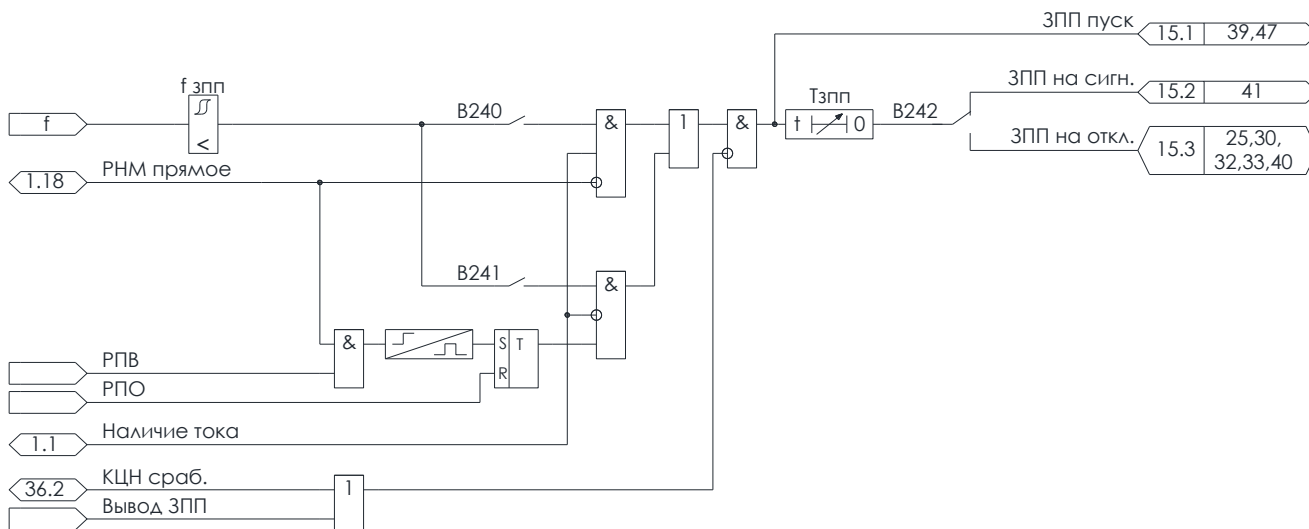 ЗПП пуск
15.1 39,47
f зпп
f
<
ЗПП на сигн.
15.2 41
Тзпп
t 0
В240
&
1
&
В242
ЗПП на откл.
15.3 25,30,
32,33,40
1.18 РНМ прямое
В241
&
&
S T
R
РПВ
РПО
1.1 Наличие тока
36.2 КЦН сраб.
1
Вывод ЗПП